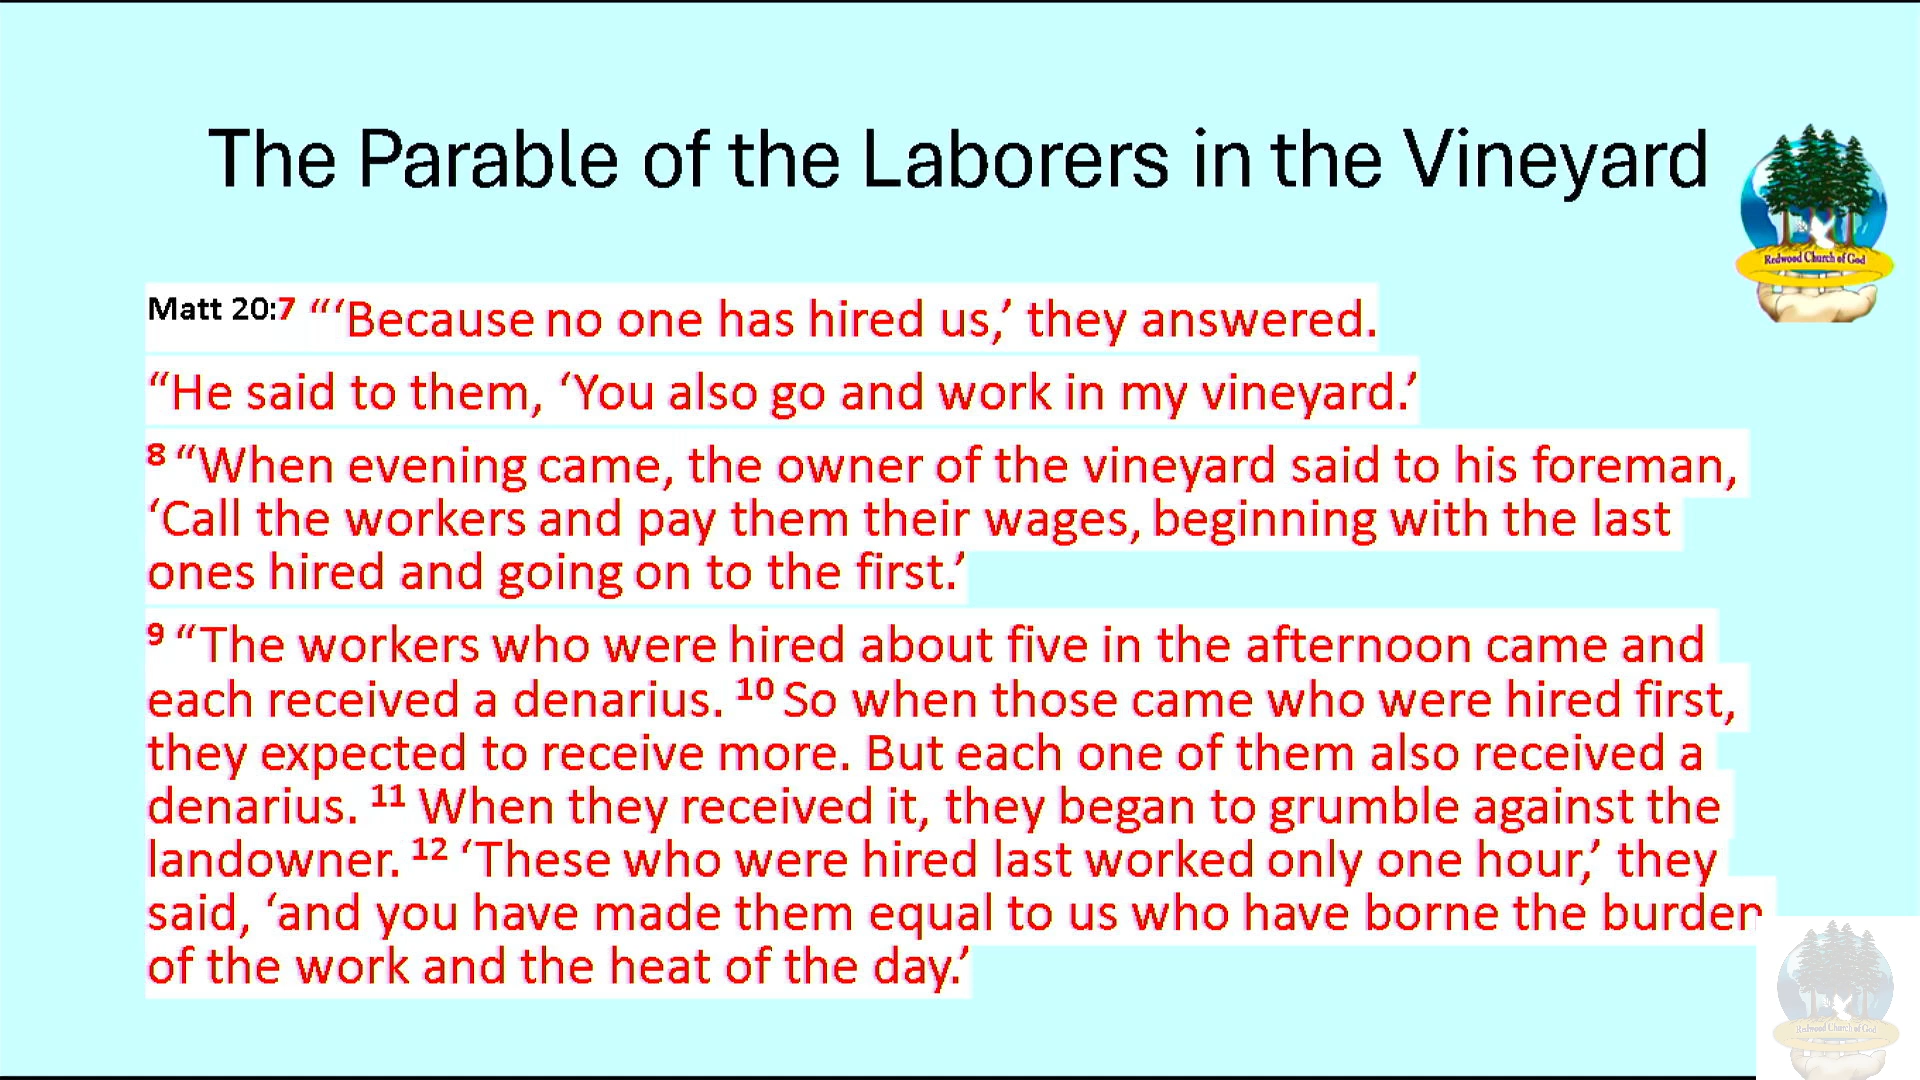 The Parable of the Laborers in the Vineyard
Redwood Church of God
Matt 20:7 “‘Because no one has hired us,’ they answered.
“He said to them, ‘You also go and work in my vineyard.’
8 “When evening came, the owner of the vineyard said to his foreman,
‘Call the workers and pay them their wages, beginning with the last
ones hired and going on to the first.’
9 “The workers who were hired about five in the afternoon came and
each received a denarius. 10 So when those came who were hired first,
they expected to receive more. But each one of them also received a
denarius. 11 When they received it, they began to grumble against the
landowner. 12 ‘These who were hired last worked only one hour,’ they
said, ‘and you have made them equal to us who have borne the burden
of the work and the heat of the day.’
Redwood Church of God